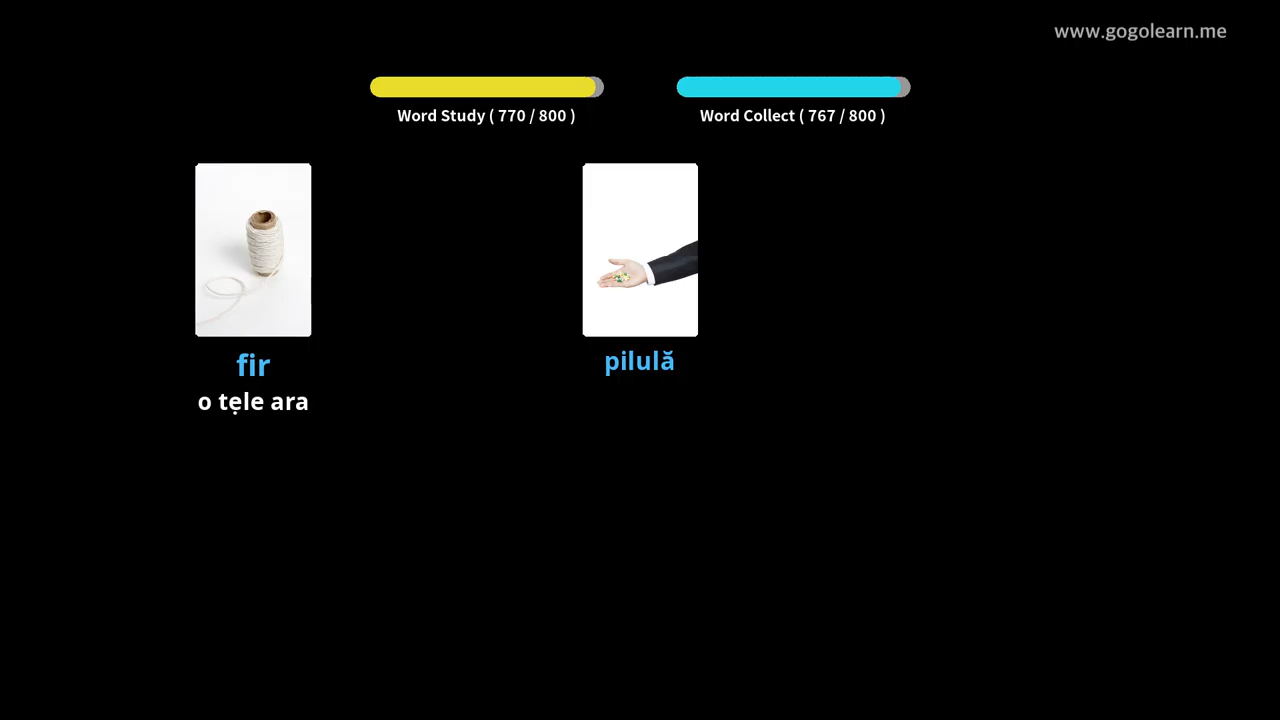 www.gogolearn.me
Word Study ( 770 / 800 )
Word Collect ( 767 / 800 )
fir
o tẹle ara
pilulă